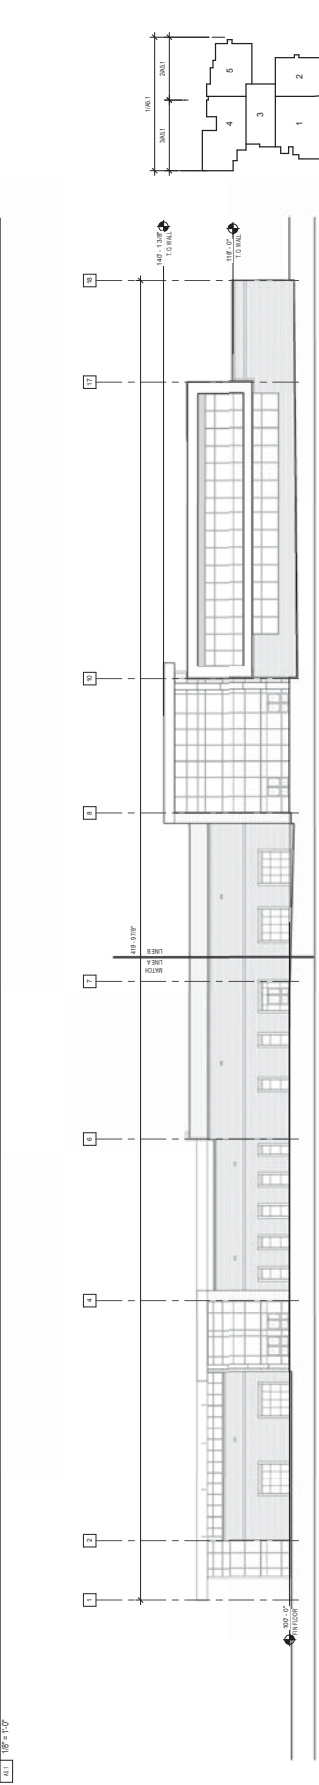 1/A5.1
3/A5.1
2/A5.1
4
5
3
1
2
1
2
4
6
7
8
10
17
18
419 - 9 7/8"
MATCH
LINE A
LINE B
140' - 1 3/8"
T.O. WALL
118' - 0"
T.O. WALL
100' - 0"
FIN FLOOR
A5.1
1/8" = 1'-0"